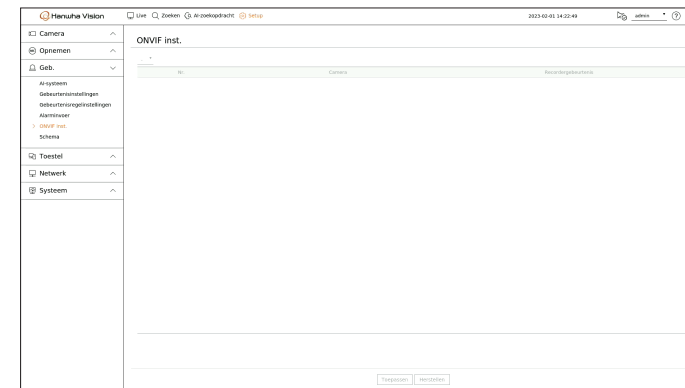 Hanwha Vision
Live Zoeken AI-zoekopdracht Setup
2023-02-01 14:22:49
admin
Camera
Opnemen
Geb.
AI-systeem
Gebeurtenisinstellingen
Gebeurtenisregelinstellingen
Alarminvoer
ONVIF inst.
Schema
Toestel
Netwerk
Systeem
ONVIF inst.
Nr. Camera Recordergebeurtenis
Toepassen Herstellen